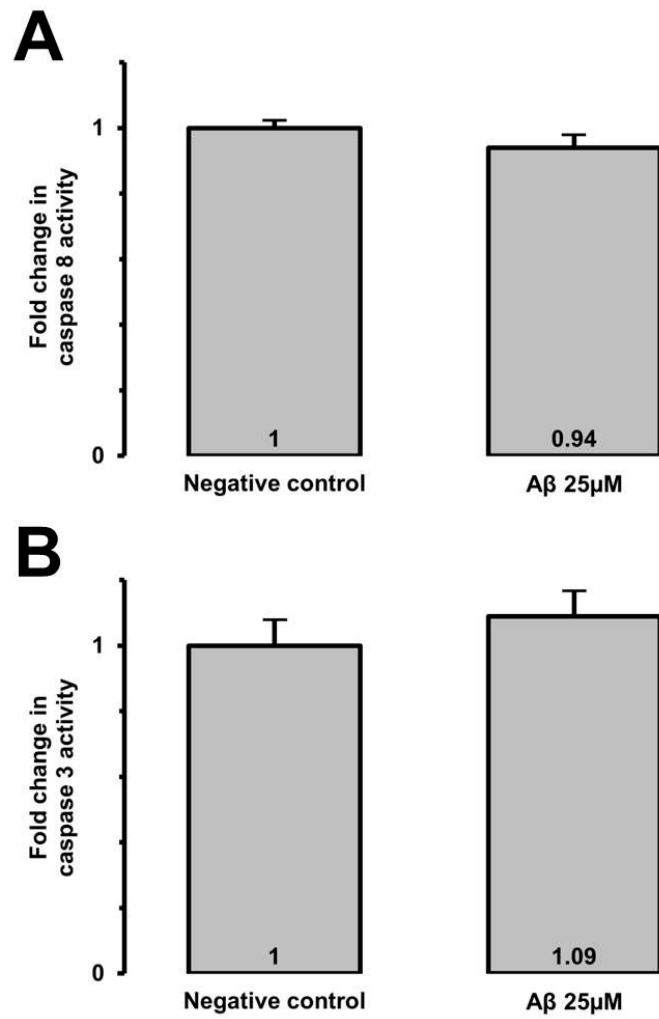 A
Fold change in
caspase 8 activity
1
0
1
0.94
Negative control
Aβ 25µM
B
Fold change in
caspase 3 activity
1
0
1
1.09
Negative control
Aβ 25µM